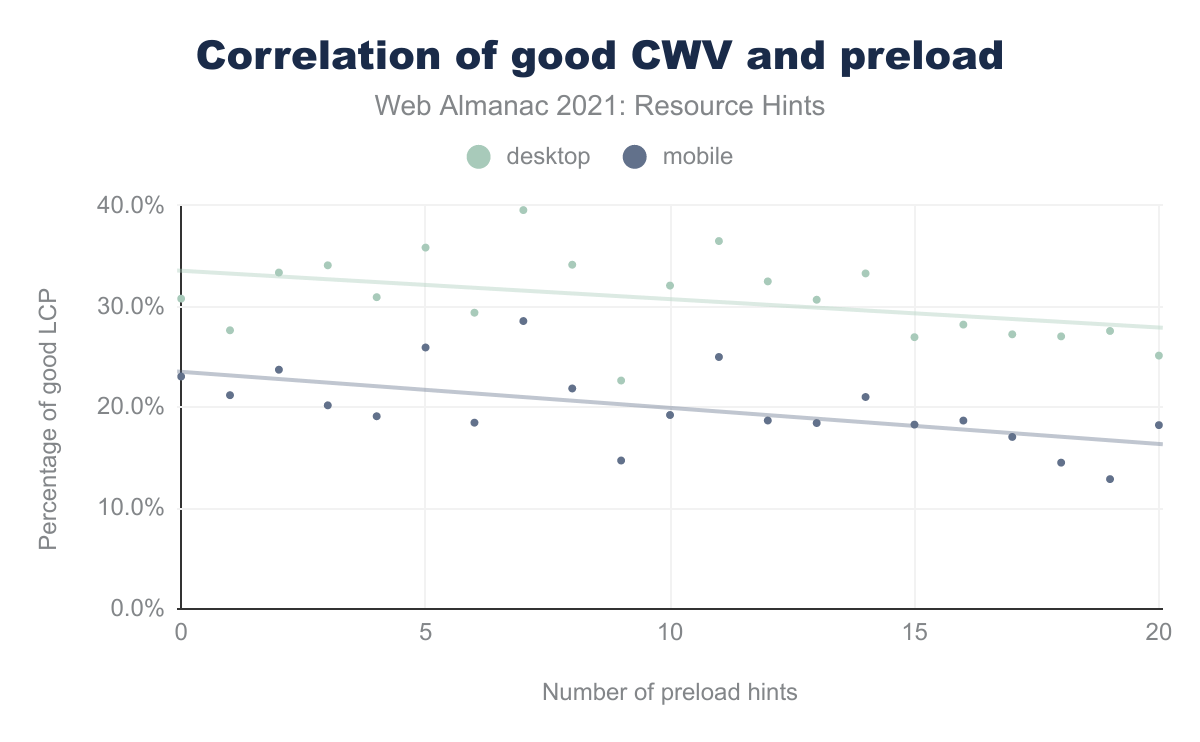 Correlation of good CWV and preload
Web Almanac 2021: Resource Hints
desktop mobile
Percentage of good LCP
40.0%
30.0%
20.0%
10.0%
0.0%
0 5 10 15 20
Number of preload hints